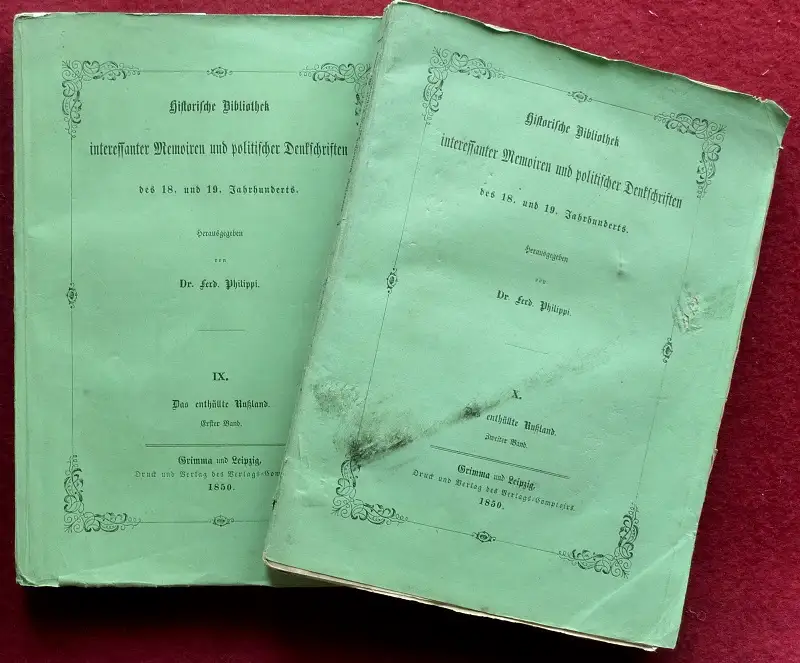 Historische Bibliothek
interessanter Memoiren und politischer Denkschriften
des 18. und 19. Jahrhunderts.
Herausgegeben
von
Dr. Ferd. Philippi.
IX.
Das enthüllte Rußland.
Erster Band.
Grimma und Leipzig,
Druck und Verlag des Verlags-Comp
1850.
Historische Bibliothek
interessanter Memoiren und politischer Denkschriften
des 18. und 19. Jahrhunderts.
Herausgegeben
von
Dr. Ferd. Philippi.
X.
Das enthüllte Rußland.
Zweiter Band.
Grimma und Leipzig,
Druck und Verlag des Verlags-Comptoirs.
1850.